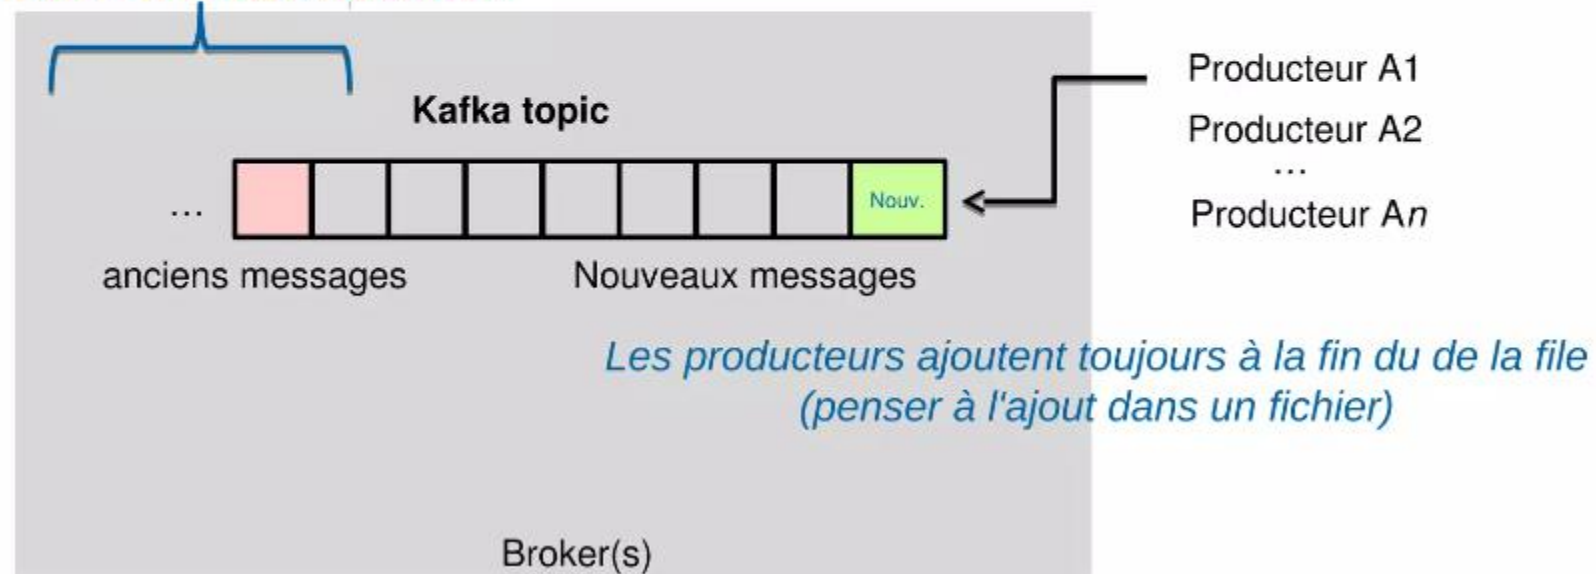 Kafka topic
Producteur A1
Producteur A2
...
Producteur An
...
Nouv.
anciens messages
Nouveaux messages
Les producteurs ajoutent toujours à la fin du de la file
(penser à l'ajout dans un fichier)
Broker(s)